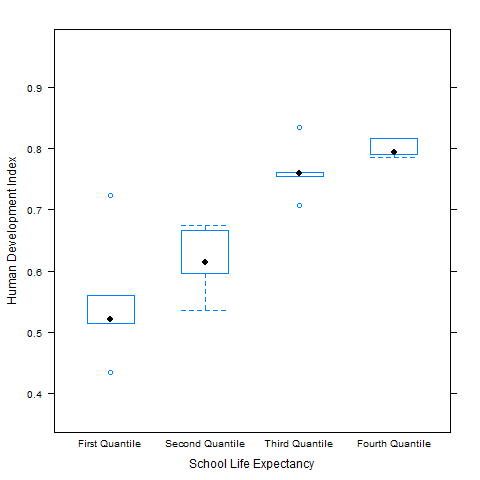 Human Development Index
0.9
0.8
0.7
0.6
0.5
0.4
First Quantile Second Quantile Third Quantile Fourth Quantile
School Life Expectancy